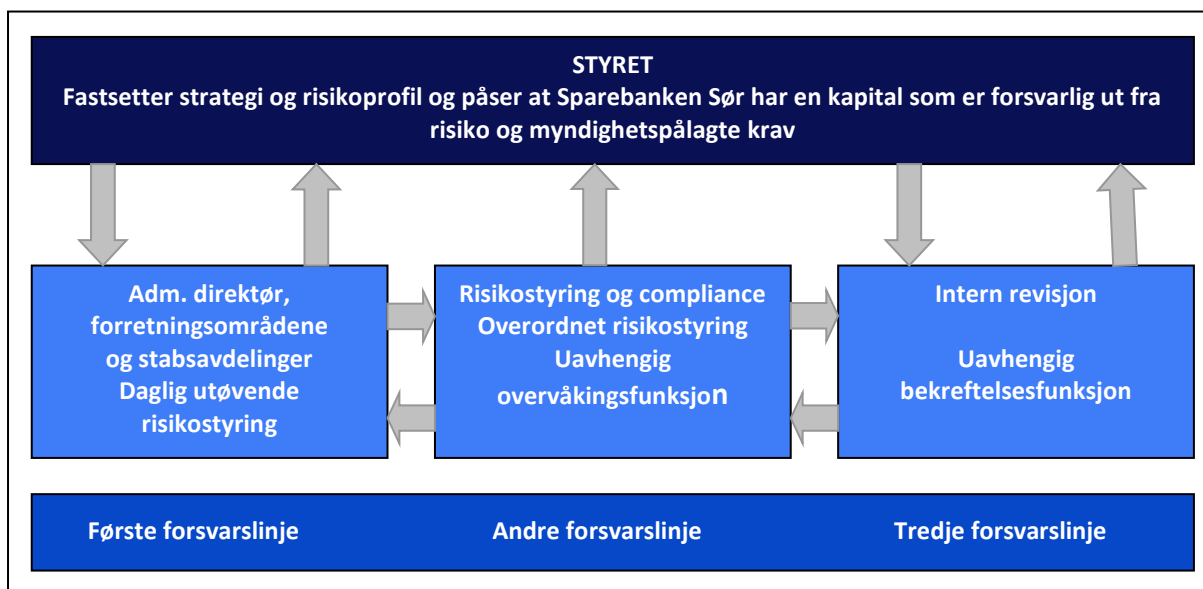 STYRET
Fastsetter strategi og risikoprofil og påser at Sparebanken Sør har en kapital som er forsvarlig ut fra
risiko og myndighetspålagte krav
Adm. direktør,
forretningsområdene
og stabsavdelinger
Daglig utøvende
risikostyring
Risikostyring og compliance
Overordnet risikostyring
Uavhengig
overvåkingsfunksjon
Intern revisjon
Uavhengig
bekreftelsesfunksjon
Første forsvarslinje
Andre forsvarslinje
Tredje forsvarslinje